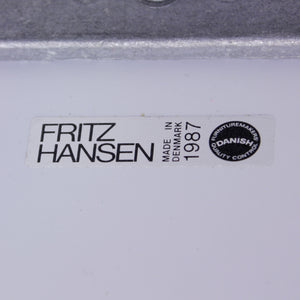 FRITZ
HANSEN
MADE IN
DENMARK
1987
FURNITUREMAKERS
DANISH
QUALITY CONTROL